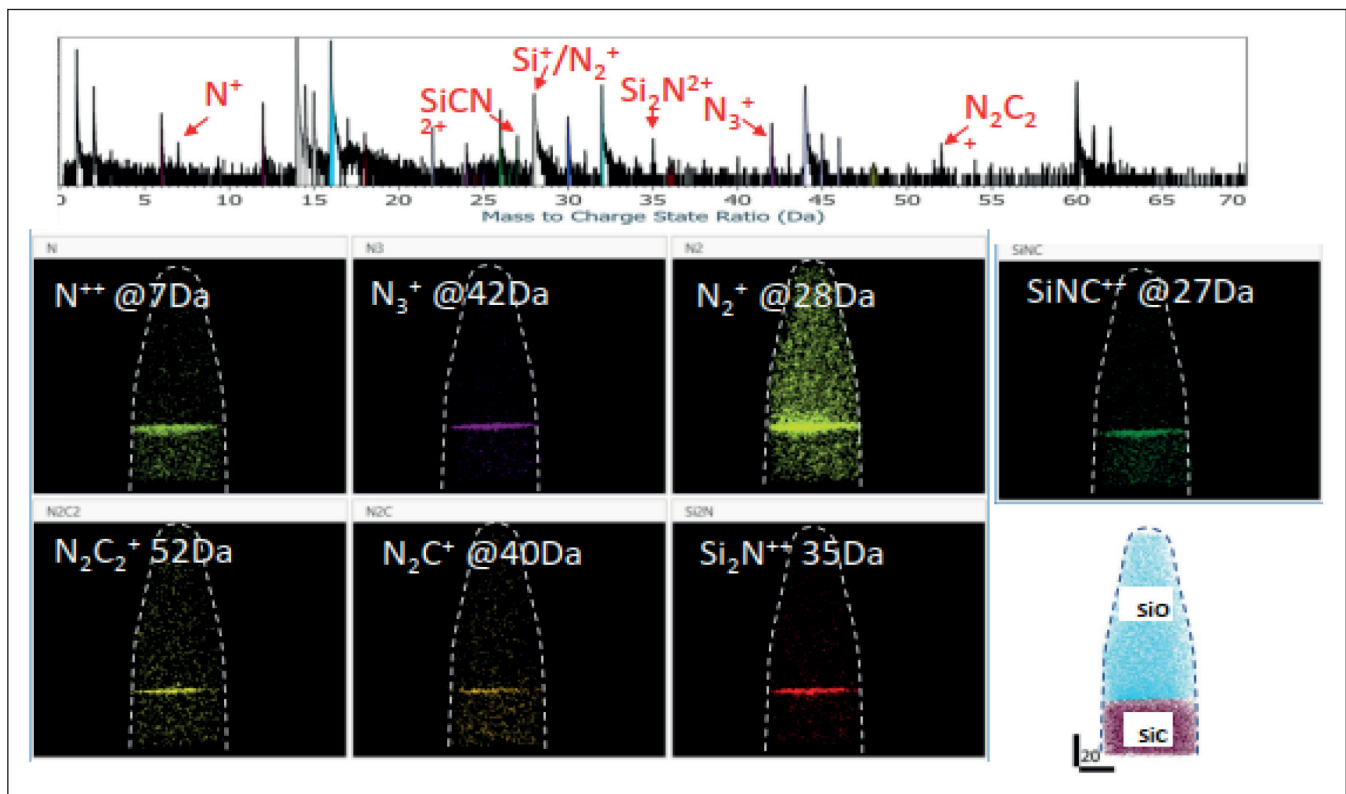 N⁺
SiCN
2+
Si⁺/N₂⁺
Si₂N²⁺
N₃⁺
N₂C₂
+
0 5 10 15 20 25 30 35 40 45 50 55 60 65 70
Mass to Charge State Ratio (Da)
N
N⁺⁺ @7Da
N3
N₃⁺ @42Da
N2
N₂⁺ @28Da
SiNC
SiNC⁺⁺ @27Da
N2C2
N₂C₂⁺ 52Da
N2C
N₂C⁺ @40Da
Si2N
Si₂N⁺⁺ 35Da
SiO
SiC
20